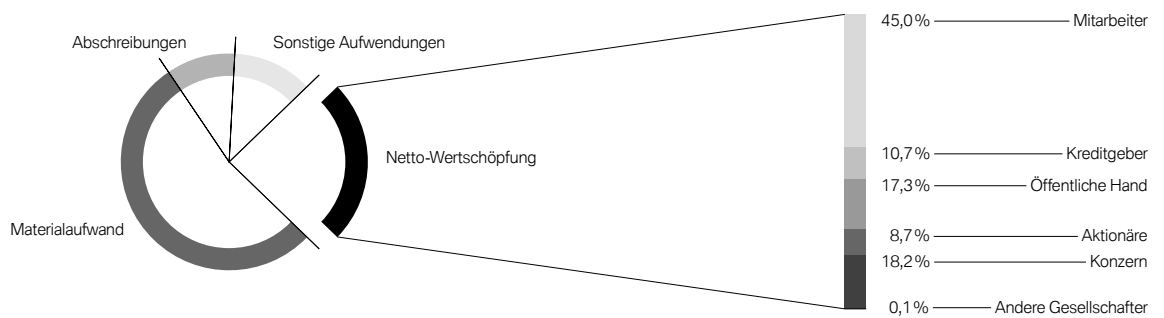 45,0 % Mitarbeiter
Abschreibungen
Sonstige Aufwendungen
Netto-Wertschöpfung
10,7 % Kreditgeber
17,3 % Öffentliche Hand
Materialaufwand
8,7 % Aktionäre
18,2 % Konzern
0,1 % Andere Gesellschafter